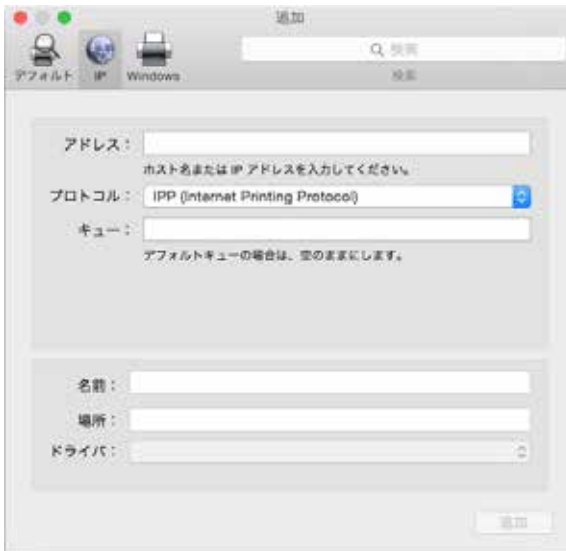 追加
検索
デフォルト IP Windows 検索
アドレス：
ホスト名または IP アドレスを入力してください。
プロトコル： IPP (Internet Printing Protocol)
キュー：
デフォルトキューの場合は、空のままにします。
名前：
場所：
ドライバ：
追加